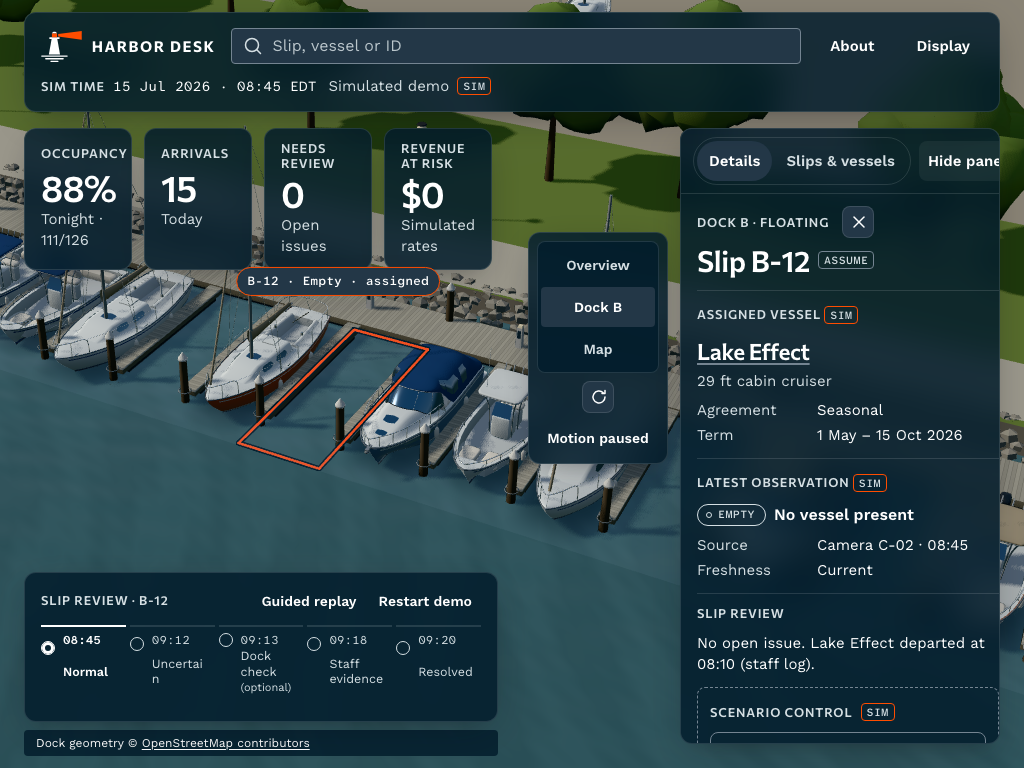 HARBOR DESK
Slip, vessel or ID
About
Display
SIM TIME 15 Jul 2026 · 08:45 EDT Simulated demo SIM
OCCUPANCY
88%
Tonight ·
111/126
ARRIVALS
15
Today
NEEDS
REVIEW
0
Open
issues
REVENUE
AT RISK
$0
Simulated
rates
B-12 · Empty · assigned
Overview
Dock B
Map
Motion paused
Details
Slips & vessels
Hide pane
DOCK B · FLOATING
Slip B-12 ASSUME
ASSIGNED VESSEL SIM
Lake Effect
29 ft cabin cruiser
Agreement Seasonal
Term 1 May – 15 Oct 2026
LATEST OBSERVATION SIM
EMPTY No vessel present
Source Camera C-02 · 08:45
Freshness Current
SLIP REVIEW
No open issue. Lake Effect departed at
08:10 (staff log).
SCENARIO CONTROL SIM
SLIP REVIEW · B-12
Guided replay
Restart demo
08:45
Normal
09:12
Uncertai
n
09:13
Dock
check
(optional)
09:18
Staff
evidence
09:20
Resolved
Dock geometry © OpenStreetMap contributors